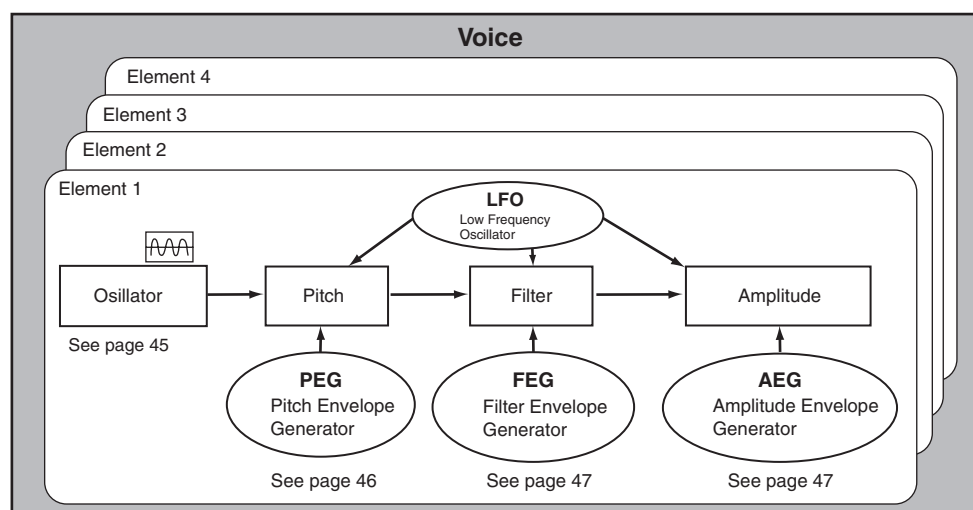 Voice
Element 4
Element 3
Element 2
Element 1
LFO
Low Frequency
Oscillator
Osillator
Pitch
Filter
Amplitude
See page 45
PEG
Pitch Envelope
Generator
FEG
Filter Envelope
Generator
AEG
Amplitude Envelope
Generator
See page 46
See page 47
See page 47